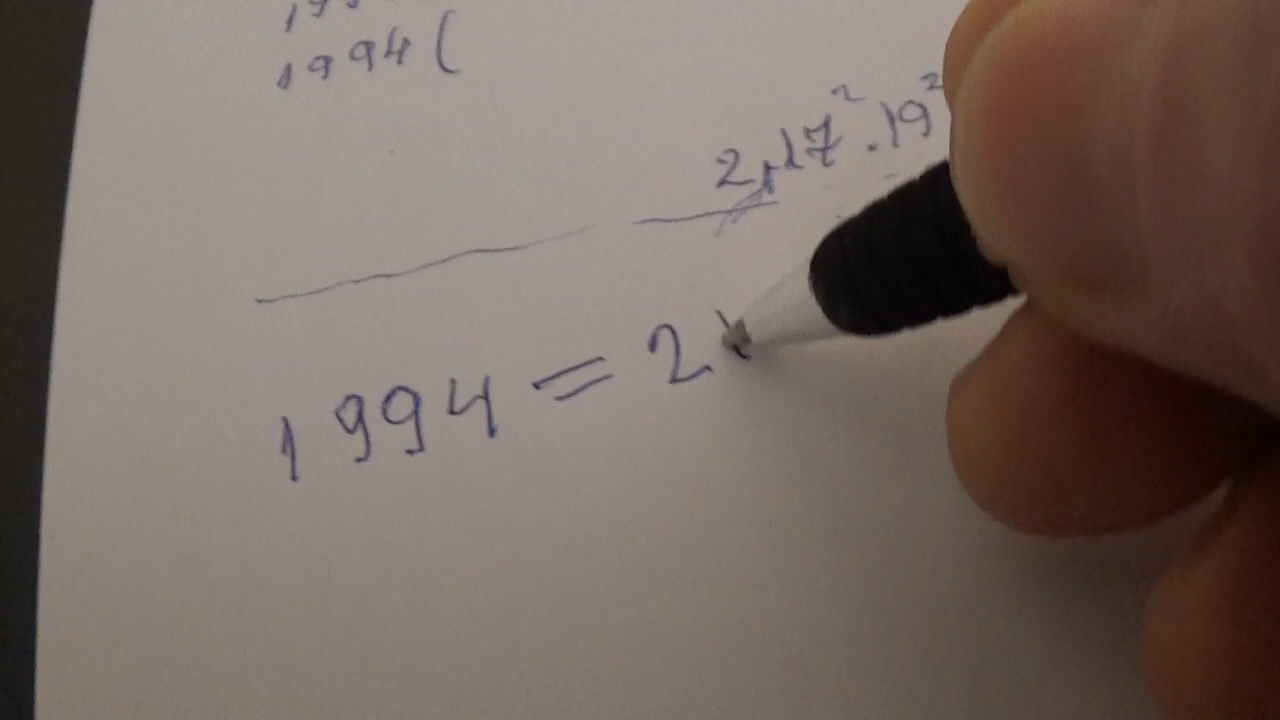 1994 (
2.17².19²
1994 = 2